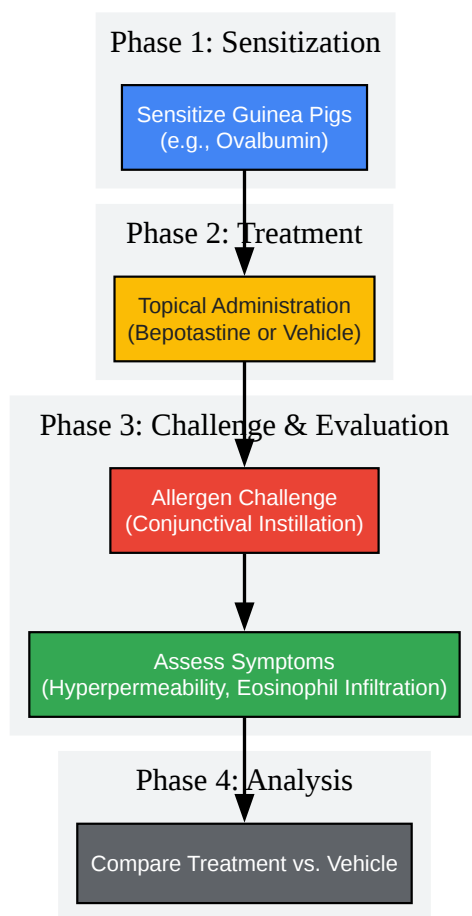 Phase 1: Sensitization
Sensitize Guinea Pigs
(e.g., Ovalbumin)
Phase 2: Treatment
Topical Administration
(Bepotastine or Vehicle)
Phase 3: Challenge & Evaluation
Allergen Challenge
(Conjunctival Instillation)
Assess Symptoms
(Hyperpermeability, Eosinophil Infiltration)
Phase 4: Analysis
Compare Treatment vs. Vehicle